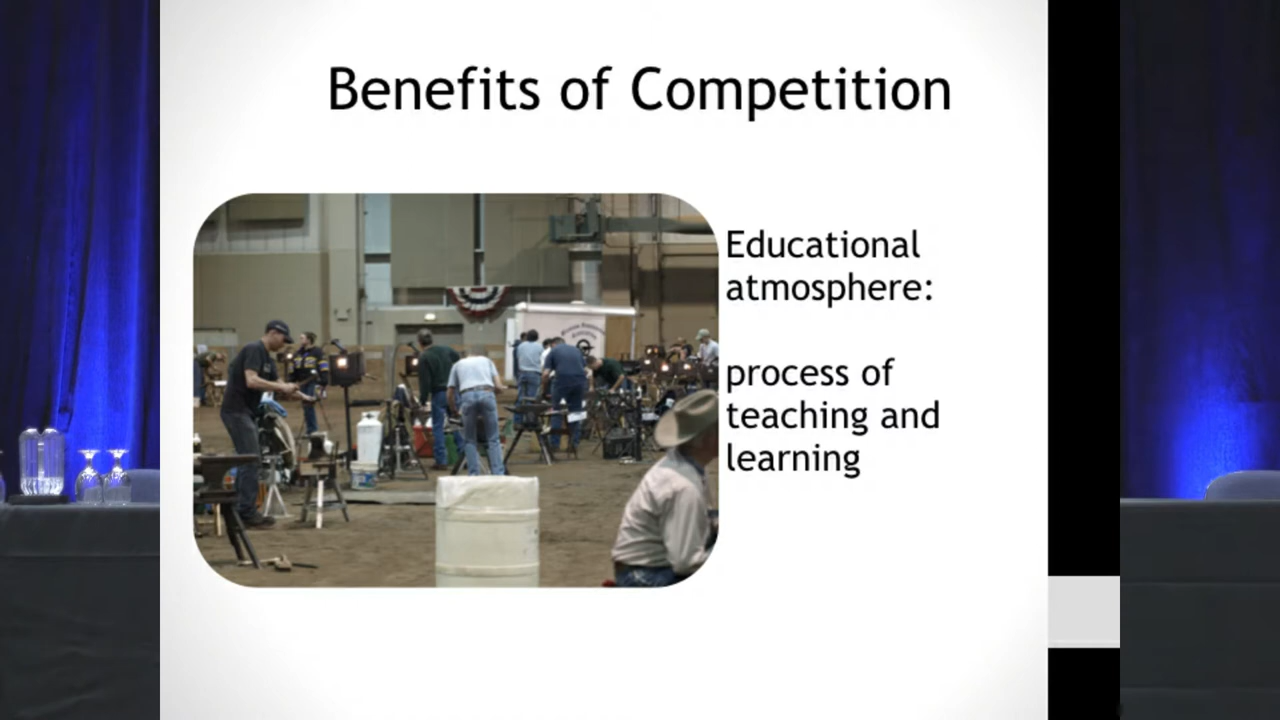 Benefits of Competition
Educational
atmosphere:
process of
teaching and
learning